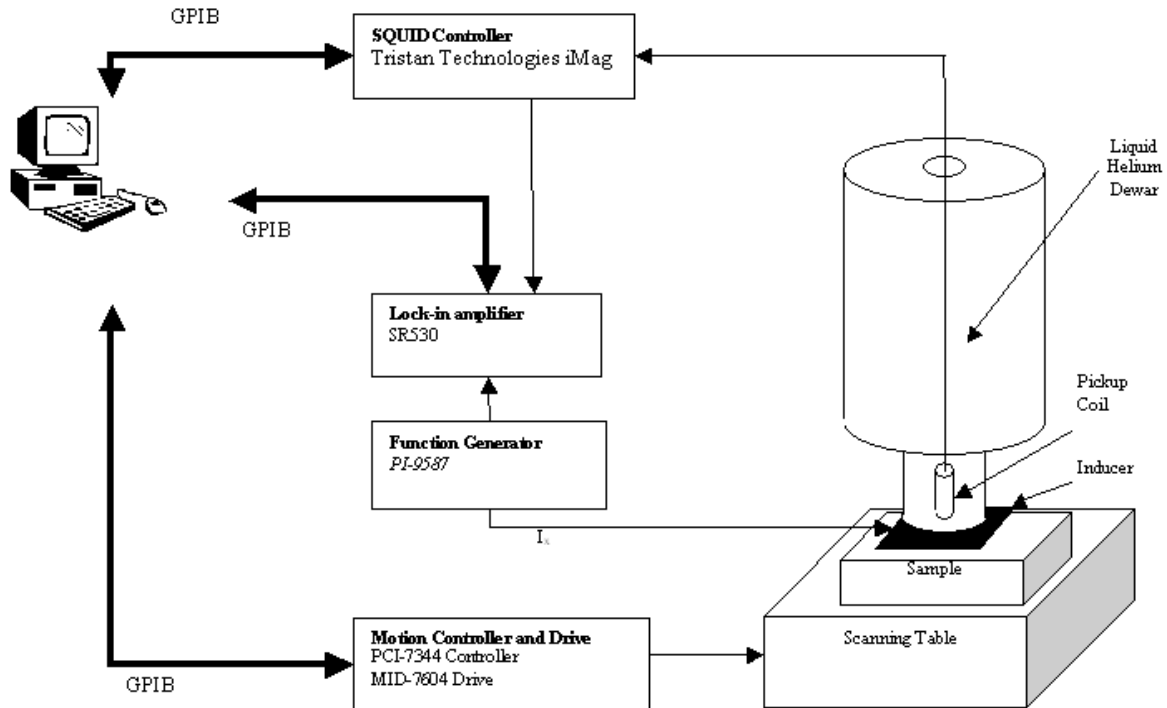 GPIB
SQUID Controller
Tristan Technologies iMag
Liquid
Helium
Dewar
GPIB
Lock-in amplifier
SR530
Pickup
Coil
Function Generator
PI-9587
Inducer
Ix
Sample
Scanning Table
Motion Controller and Drive
PCI-7344 Controller
MID-7604 Drive
GPIB